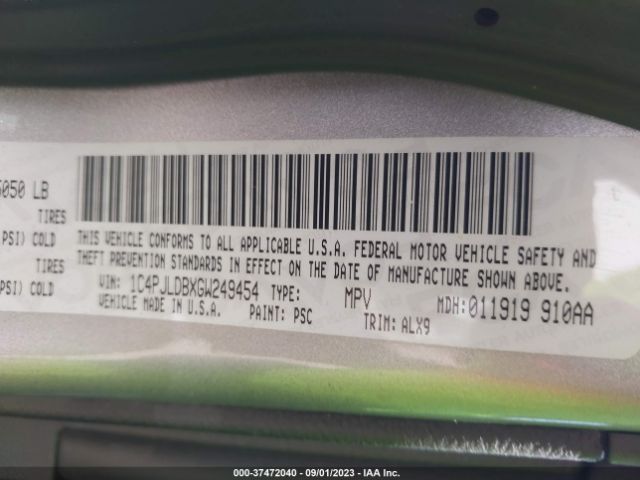 5050 LB
TIRES
PSI) COLD
TIRES
PSI) COLD
THIS VEHICLE CONFORMS TO ALL APPLICABLE U.S.A. FEDERAL MOTOR VEHICLE SAFETY AND
THEFT PREVENTION STANDARDS IN EFFECT ON THE DATE OF MANUFACTURE SHOWN ABOVE.
VIN: 1C4PJLDBXGW249454 TYPE: MPV MDH:011919 910AA
VEHICLE MADE IN U.S.A. PAINT: PSC TRIM: ALX9
000-37472040 - 09/01/2023 - IAA Inc.